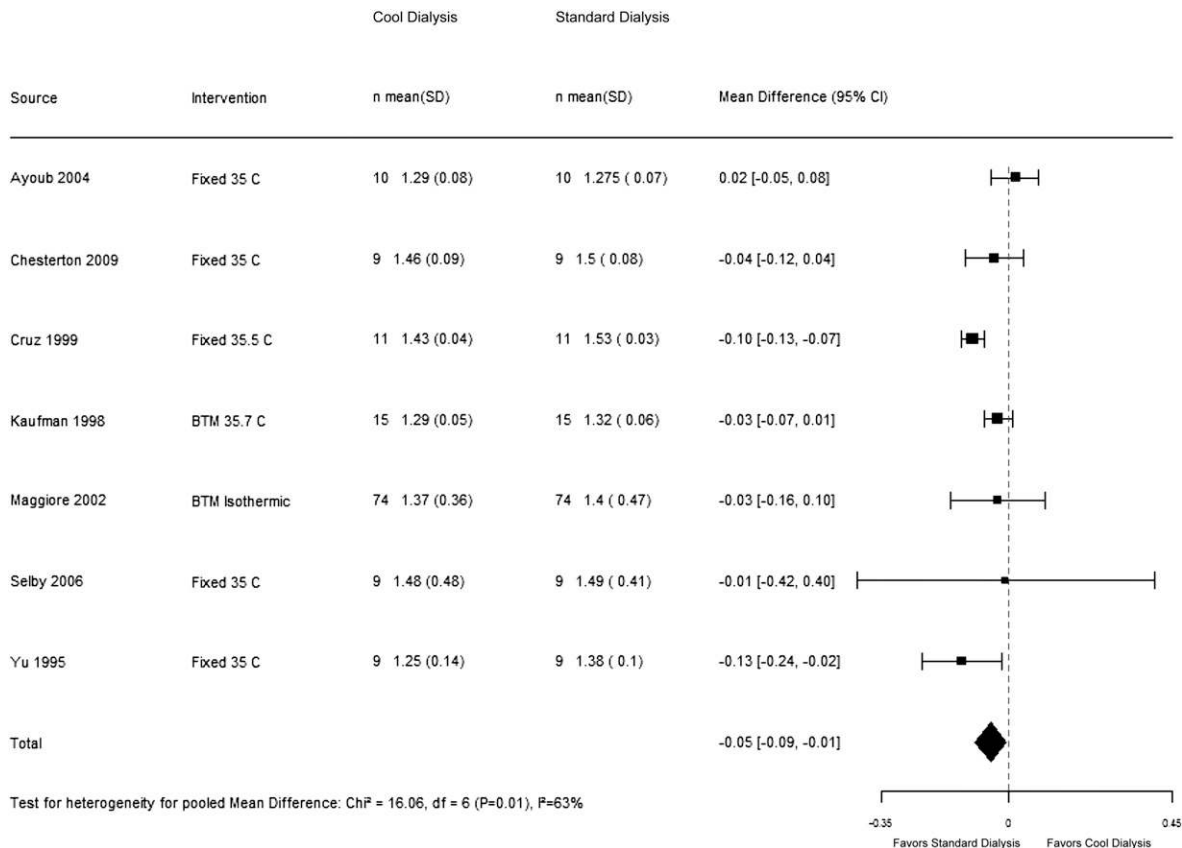 Cool Dialysis Standard Dialysis
Source Intervention n mean(SD) n mean(SD) Mean Difference (95% CI)
Ayoub 2004 Fixed 35 C 10 1.29 (0.08) 10 1.275 ( 0.07) 0.02 [-0.05, 0.08]
Chesterton 2009 Fixed 35 C 9 1.46 (0.09) 9 1.5 ( 0.08) -0.04 [-0.12, 0.04]
Cruz 1999 Fixed 35.5 C 11 1.43 (0.04) 11 1.53 ( 0.03) -0.10 [-0.13, -0.07]
Kaufman 1998 BTM 35.7 C 15 1.29 (0.05) 15 1.32 ( 0.06) -0.03 [-0.07, 0.01]
Maggiore 2002 BTM Isothermic 74 1.37 (0.36) 74 1.4 ( 0.47) -0.03 [-0.16, 0.10]
Selby 2006 Fixed 35 C 9 1.48 (0.48) 9 1.49 ( 0.41) -0.01 [-0.42, 0.40]
Yu 1995 Fixed 35 C 9 1.25 (0.14) 9 1.38 ( 0.1) -0.13 [-0.24, -0.02]
Total -0.05 [-0.09, -0.01]
Test for heterogeneity for pooled Mean Difference: Chi² = 16.06, df = 6 (P=0.01), I²=63%
-0.35 0 0.45
Favors Standard Dialysis Favors Cool Dialysis